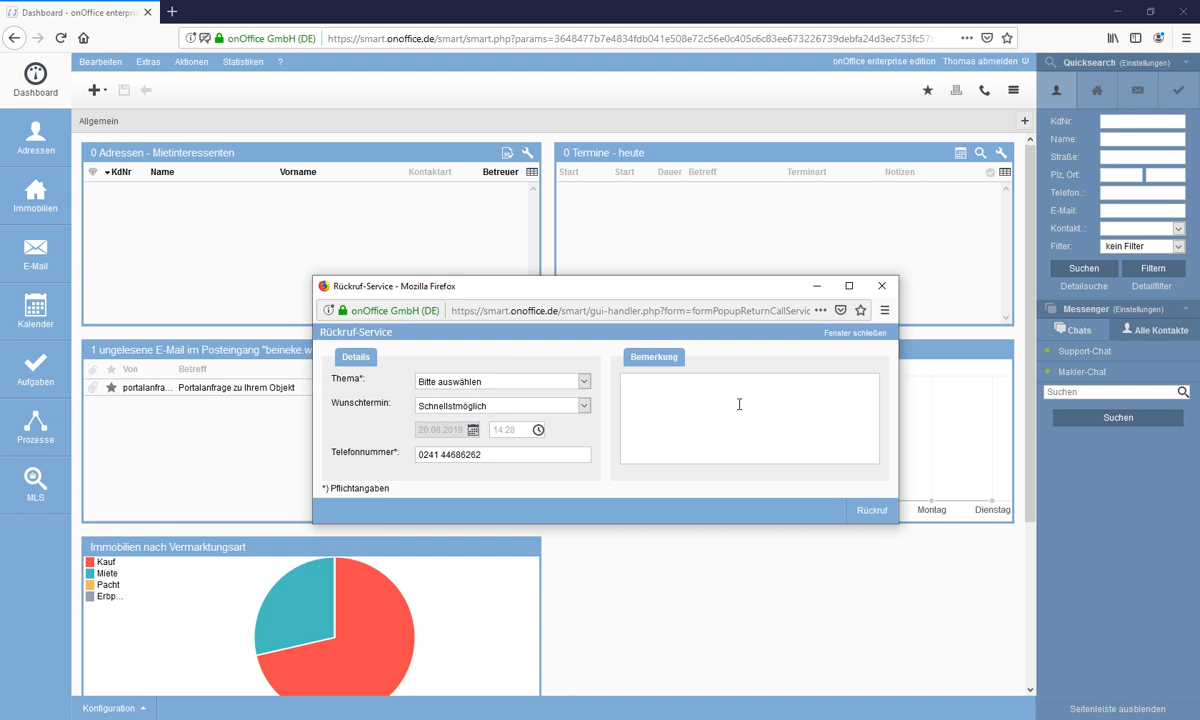 Dashboard - onOffice enterpris
onOffice GmbH (DE)
https://smart.onoffice.de/smart/smart.php?params=3648477b7e4834fdb041e508e72c56e0c405c6c83ee673226739debfa24d3ec753fc57
Dashboard
Bearbeiten Extras Aktionen Statistiken ?
onOffice enterprise edition Thomas abmelden
Allgemein
Adressen
Immobilien
E-Mail
Kalender
Aufgaben
Prozesse
MLS
0 Adressen - Mietinteressenten
KdNr Name Vorname Kontaktart Betreuer
0 Termine - heute
Start Start Dauer Betreff Terminart Notizen
1 ungelesene E-Mail im Posteingang "beineke.w
Von Betreff
portalanfra... Portalanfrage zu Ihrem Objekt
Montag Dienstag
Immobilien nach Vermarktungsart
Kauf
Miete
Pacht
Erbp...
Konfiguration
Rückruf-Service - Mozilla Firefox
onOffice GmbH (DE)
https://smart.onoffice.de/smart/gui-handler.php?form=formPopupReturnCallServic
Rückruf-Service
Fenster schließen
Details
Thema*:
Bitte auswählen
Wunschtermin:
Schnellstmöglich
20.08.2019
14:28
Telefonnummer*:
0241 44686262
Bemerkung
*) Pflichtangaben
Rückruf
Quicksearch (Einstellungen)
KdNr:
Name:
Straße:
Plz, Ort:
Telefon..:
E-Mail:
Kontakt.:
Filter:
kein Filter
Suchen
Filtern
Detailsuche
Detailfilter
Messenger (Einstellungen)
Chats
Alle Kontakte
Support-Chat
Makler-Chat
Suchen
Suchen
Seitenleiste ausblenden